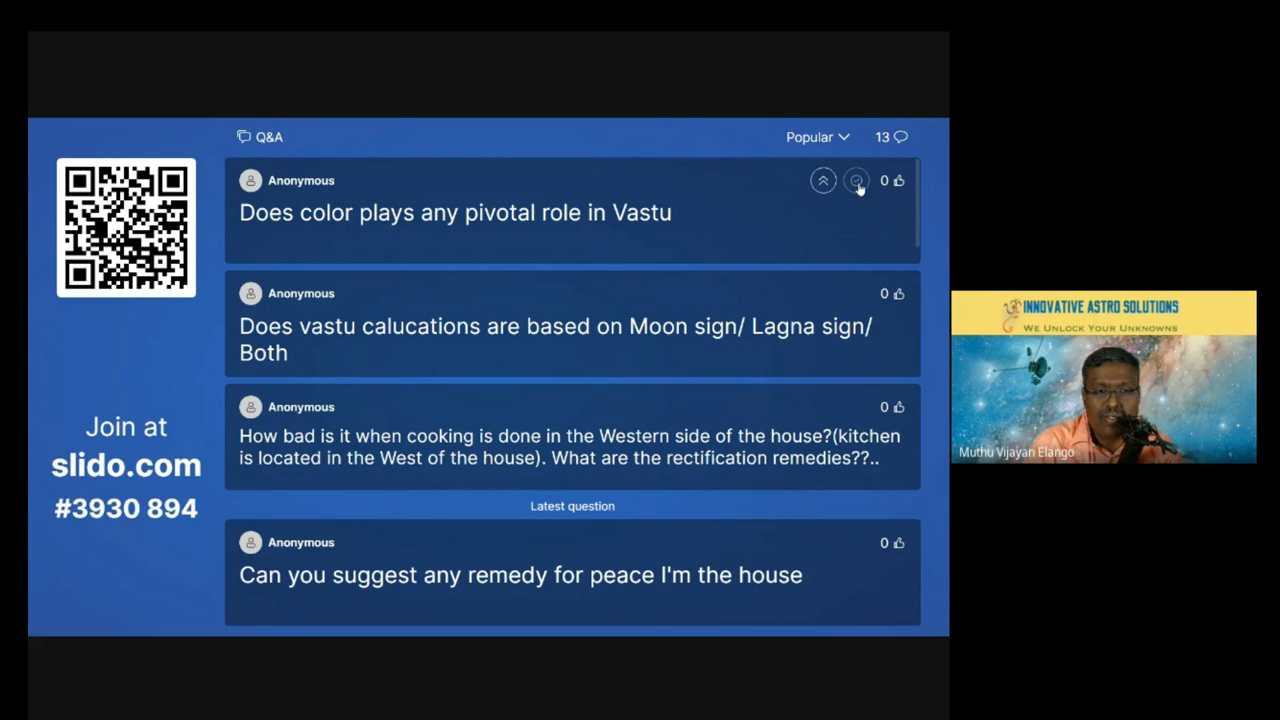 Q&A
Popular
13
Anonymous
0
Does color plays any pivotal role in Vastu
Anonymous
0
Does vastu calucations are based on Moon sign/ Lagna sign/
Both
Anonymous
0
How bad is it when cooking is done in the Western side of the house?(kitchen
is located in the West of the house). What are the rectification remedies??..
Latest question
Anonymous
0
Can you suggest any remedy for peace I'm the house
Join at
slido.com
#3930 894
INNOVATIVE ASTRO SOLUTIONS
WE UNLOCK YOUR UNKNOWNS
Muthu Vijayan Elango